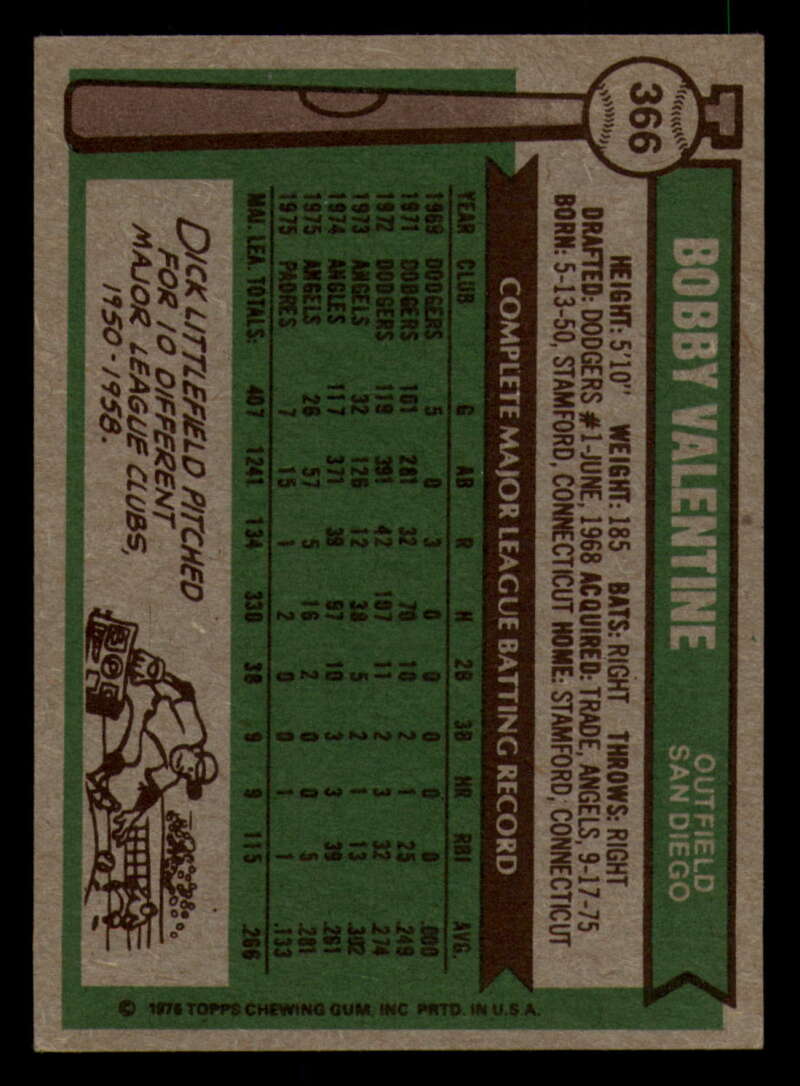 366
BOBBY VALENTINE
OUTFIELD
SAN DIEGO
HEIGHT: 5'10" WEIGHT: 185 BATS: RIGHT THROWS: RIGHT
DRAFTED: DODGERS #1-JUNE, 1968 ACQUIRED: TRADE, ANGELS, 9-17-75
BORN: 5-13-50, STAMFORD, CONNECTICUT HOME: STAMFORD, CONNECTICUT
COMPLETE MAJOR LEAGUE BATTING RECORD
YEAR CLUB G AB R H 2B 3B HR RBI AVG.
1969 DODGERS 5 0 3 0 0 0 0 0 .000
1971 DODGERS 101 281 32 70 10 2 1 25 .249
1972 DODGERS 119 391 42 107 11 2 3 32 .274
1973 ANGELS 32 126 12 38 5 2 1 13 .302
1974 ANGLES 117 371 39 97 10 3 3 39 .261
1975 ANGELS 26 57 5 16 2 0 0 5 .281
1975 PADRES 7 15 1 2 0 0 1 1 .133
MAJ. LEA. TOTALS: 407 1241 134 330 38 9 9 115 .266
DICK LITTLEFIELD PITCHED
FOR 10 DIFFERENT
MAJOR LEAGUE CLUBS,
1950-1958.
© 1976 TOPPS CHEWING GUM, INC PRTD. IN U.S.A.